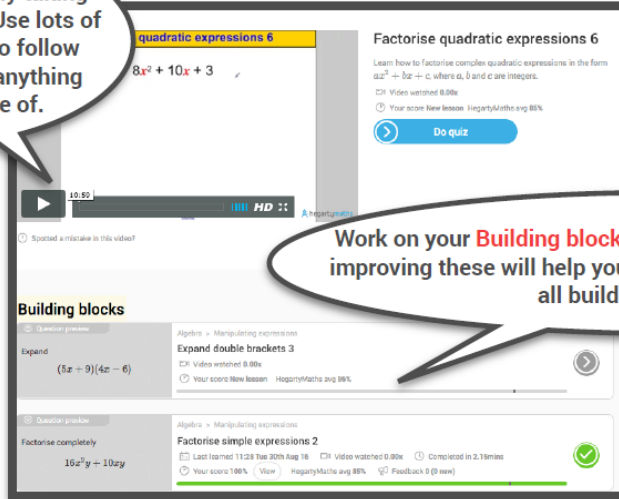 Use lots of
o follow
anything
e of.
quadratic expressions 6
8x² + 10x + 3
10:59
HD
hegartymaths
Spotted a mistake in this video?
Factorise quadratic expressions 6
Learn how to factorise complex quadratic expressions in the form
ax² + bx + c, where a, b and c are integers.
Video watched 0.00x
Your score New lesson HegartyMaths avg 85%
Do quiz
Work on your Building block
improving these will help you
all build
Building blocks
Question preview
Expand
(5x + 9)(4x − 6)
Algebra > Manipulating expressions
Expand double brackets 3
Video watched 0.00x
Your score New lesson HegartyMaths avg 86%
Question preview
Factorise completely
16x²y + 10xy
Algebra > Manipulating expressions
Factorise simple expressions 2
Last learned 11:28 Tue 30th Aug 16 Video watched 0.00x Completed in 2.16mins
Your score 100% View HegartyMaths avg 85% Feedback 0 (0 new)